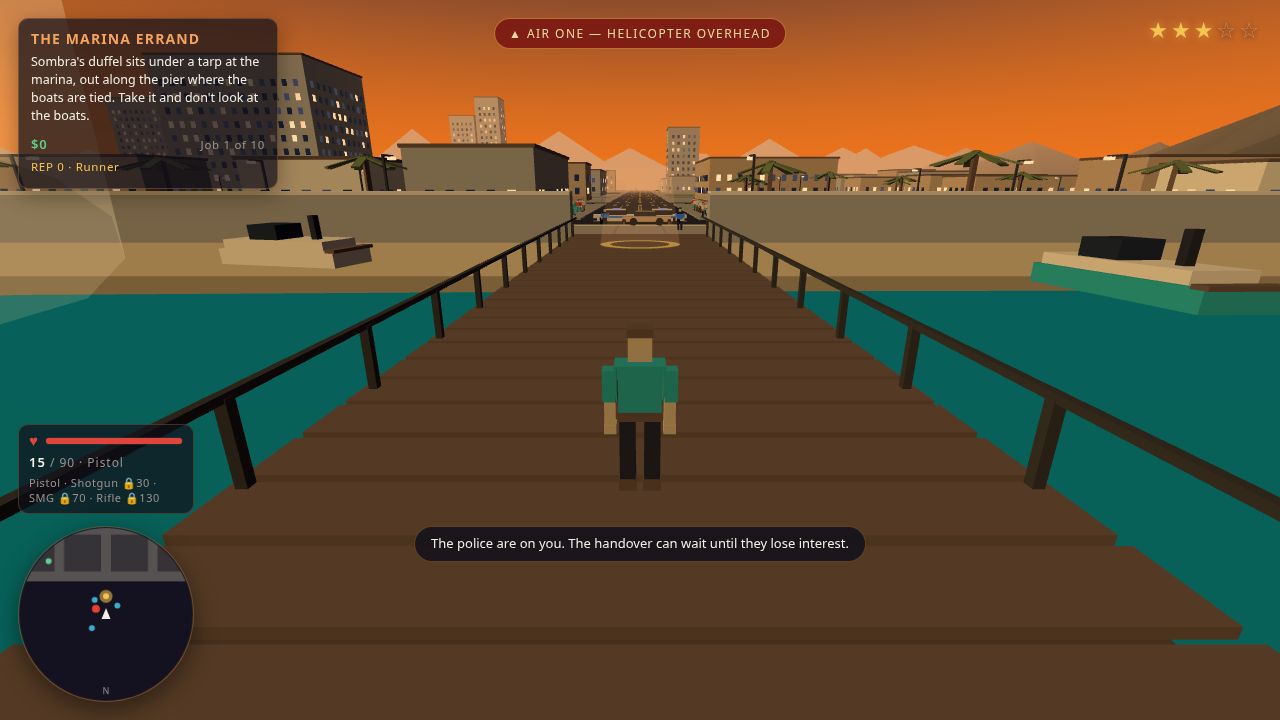 THE MARINA ERRAND
Sombra's duffel sits under a tarp at the
marina, out along the pier where the
boats are tied. Take it and don't look at
the boats.
$0 Job 1 of 10
REP 0 · Runner
▲ AIR ONE — HELICOPTER OVERHEAD
★★★☆☆
♥
15 / 90 · Pistol
Pistol · Shotgun 🔒30 ·
SMG 🔒70 · Rifle 🔒130
The police are on you. The handover can wait until they lose interest.
N